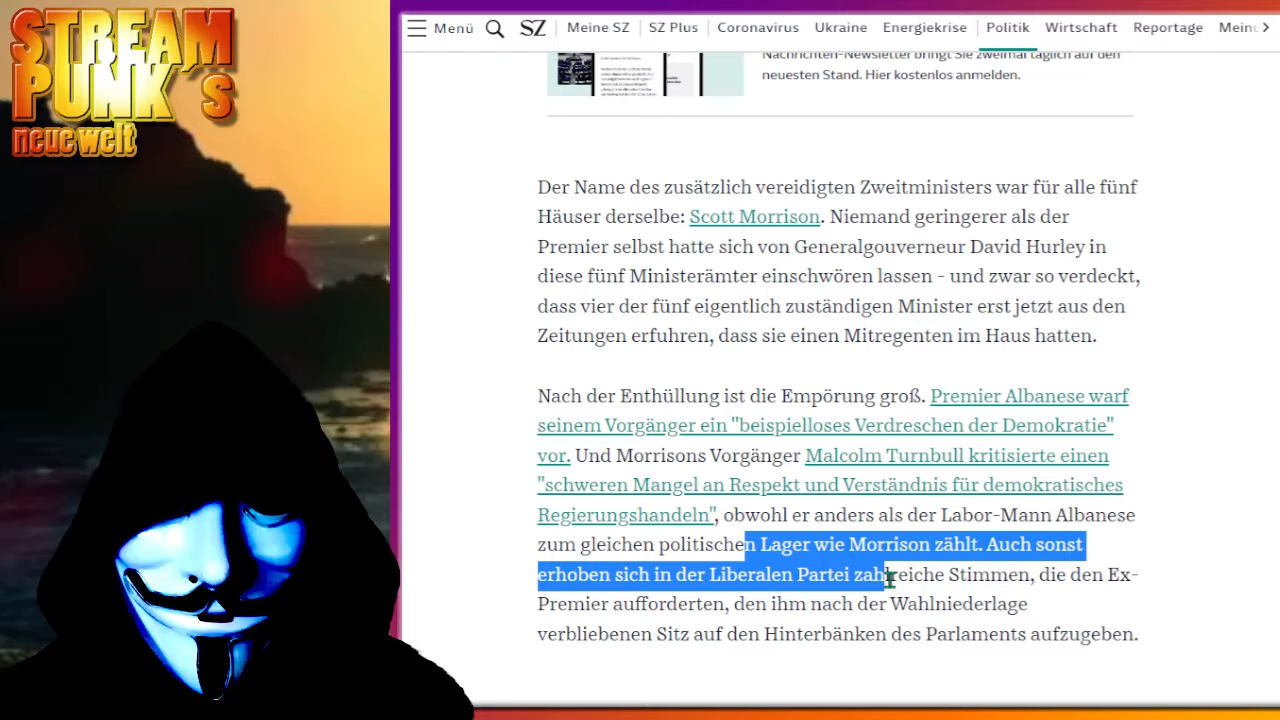 STREAM
PUNK´s
neue welt
Menü
SZ
Meine SZ
SZ Plus
Coronavirus
Ukraine
Energiekrise
Politik
Wirtschaft
Reportage
Nachrichten-Newsletter bringt Sie zweimal täglich auf den
neuesten Stand. Hier kostenlos anmelden.
Der Name des zusätzlich vereidigten Zweitministers war für alle fünf
Häuser derselbe: Scott Morrison. Niemand geringerer als der
Premier selbst hatte sich von Generalgouverneur David Hurley in
diese fünf Ministerämter einschwören lassen - und zwar so verdeckt,
dass vier der fünf eigentlich zuständigen Minister erst jetzt aus den
Zeitungen erfuhren, dass sie einen Mitregenten im Haus hatten.
Nach der Enthüllung ist die Empörung groß. Premier Albanese warf
seinem Vorgänger ein "beispielloses Verdreschen der Demokratie"
vor. Und Morrisons Vorgänger Malcolm Turnbull kritisierte einen
"schweren Mangel an Respekt und Verständnis für demokratisches
Regierungshandeln", obwohl er anders als der Labor-Mann Albanese
zum gleichen politischen Lager wie Morrison zählt. Auch sonst
erhoben sich in der Liberalen Partei zahlreiche Stimmen, die den Ex-
Premier aufforderten, den ihm nach der Wahlniederlage
verbliebenen Sitz auf den Hinterbänken des Parlaments aufzugeben.